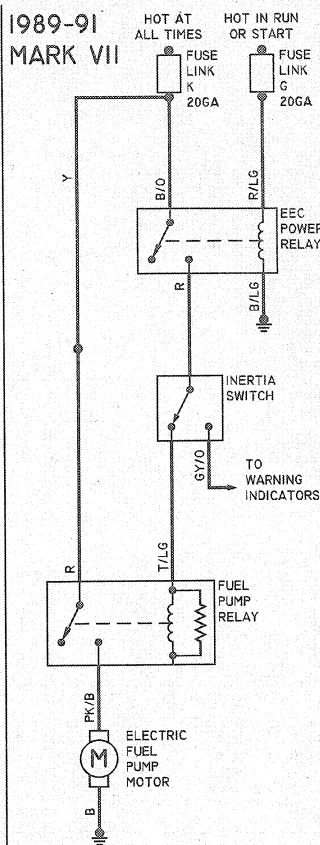 1989-91
MARK VII
HOT AT
ALL TIMES
HOT IN RUN
OR START
FUSE
LINK
K
20GA
FUSE
LINK
G
20GA
Y
B/O
R/LG
EEC
POWER
RELAY
R
B/LG
INERTIA
SWITCH
GY/O
TO
WARNING
INDICATORS
R
T/LG
FUEL
PUMP
RELAY
PK/B
M
ELECTRIC
FUEL
PUMP
MOTOR
B